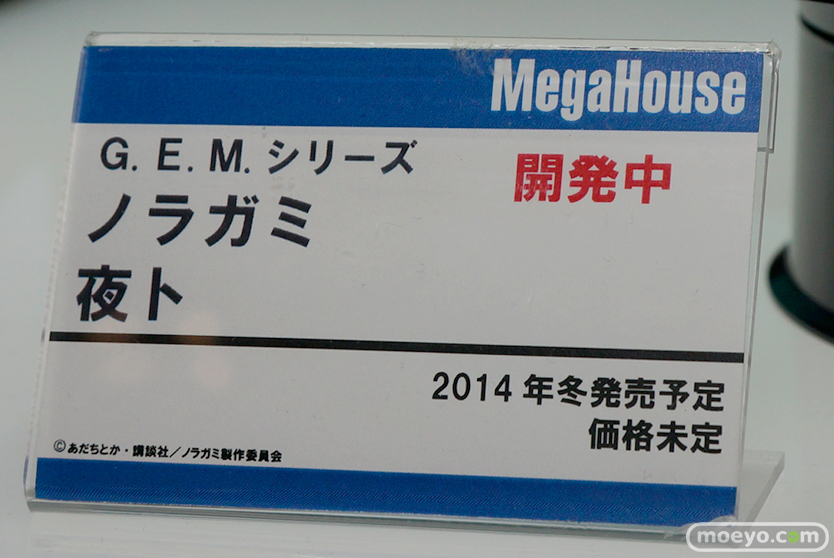 MegaHouse
G. E. M. シリーズ
開発中
ノラガミ
夜ト
2014年冬発売予定
価格未定
©あだちとか・講談社/ノラガミ製作委員会
moeyo.com